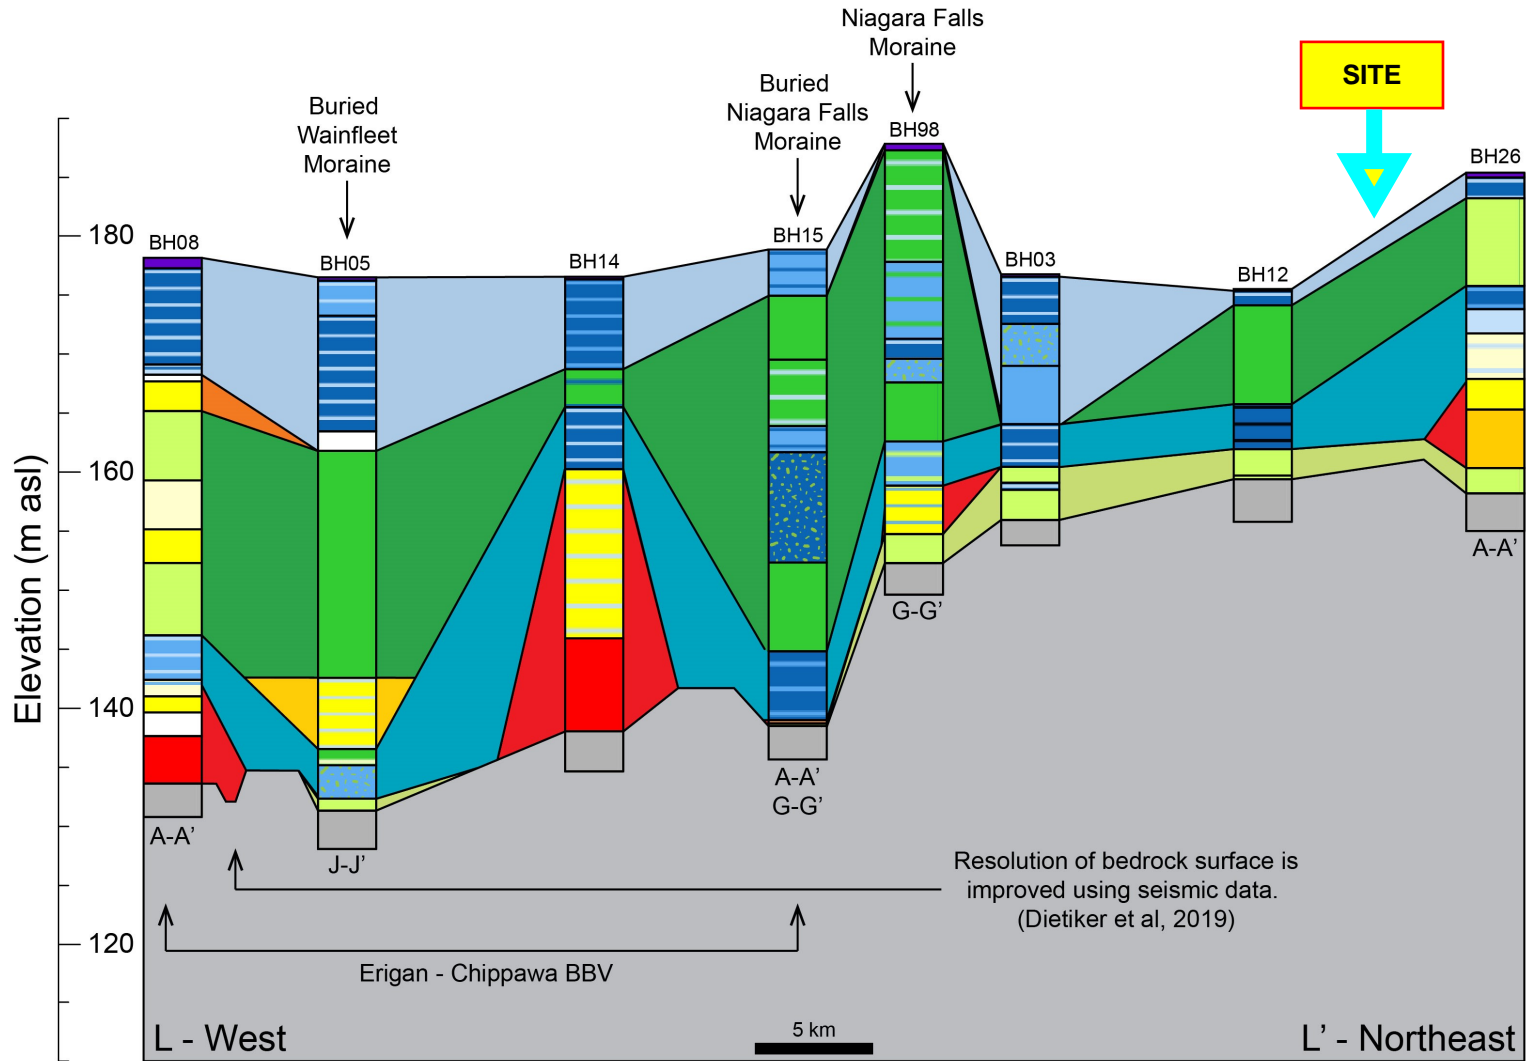 Niagara Falls
Moraine
SITE
Buried
Niagara Falls
Moraine
Buried
Wainfleet
Moraine
BH98
BH26
BH08
BH05
BH14
BH15
BH03
BH12
Elevation (m asl)
180
160
140
120
A-A’
J-J’
A-A’
G-G’
G-G’
A-A’
Resolution of bedrock surface is
improved using seismic data.
(Dietiker et al, 2019)
Erigan - Chippawa BBV
L - West
5 km
L’ - Northeast